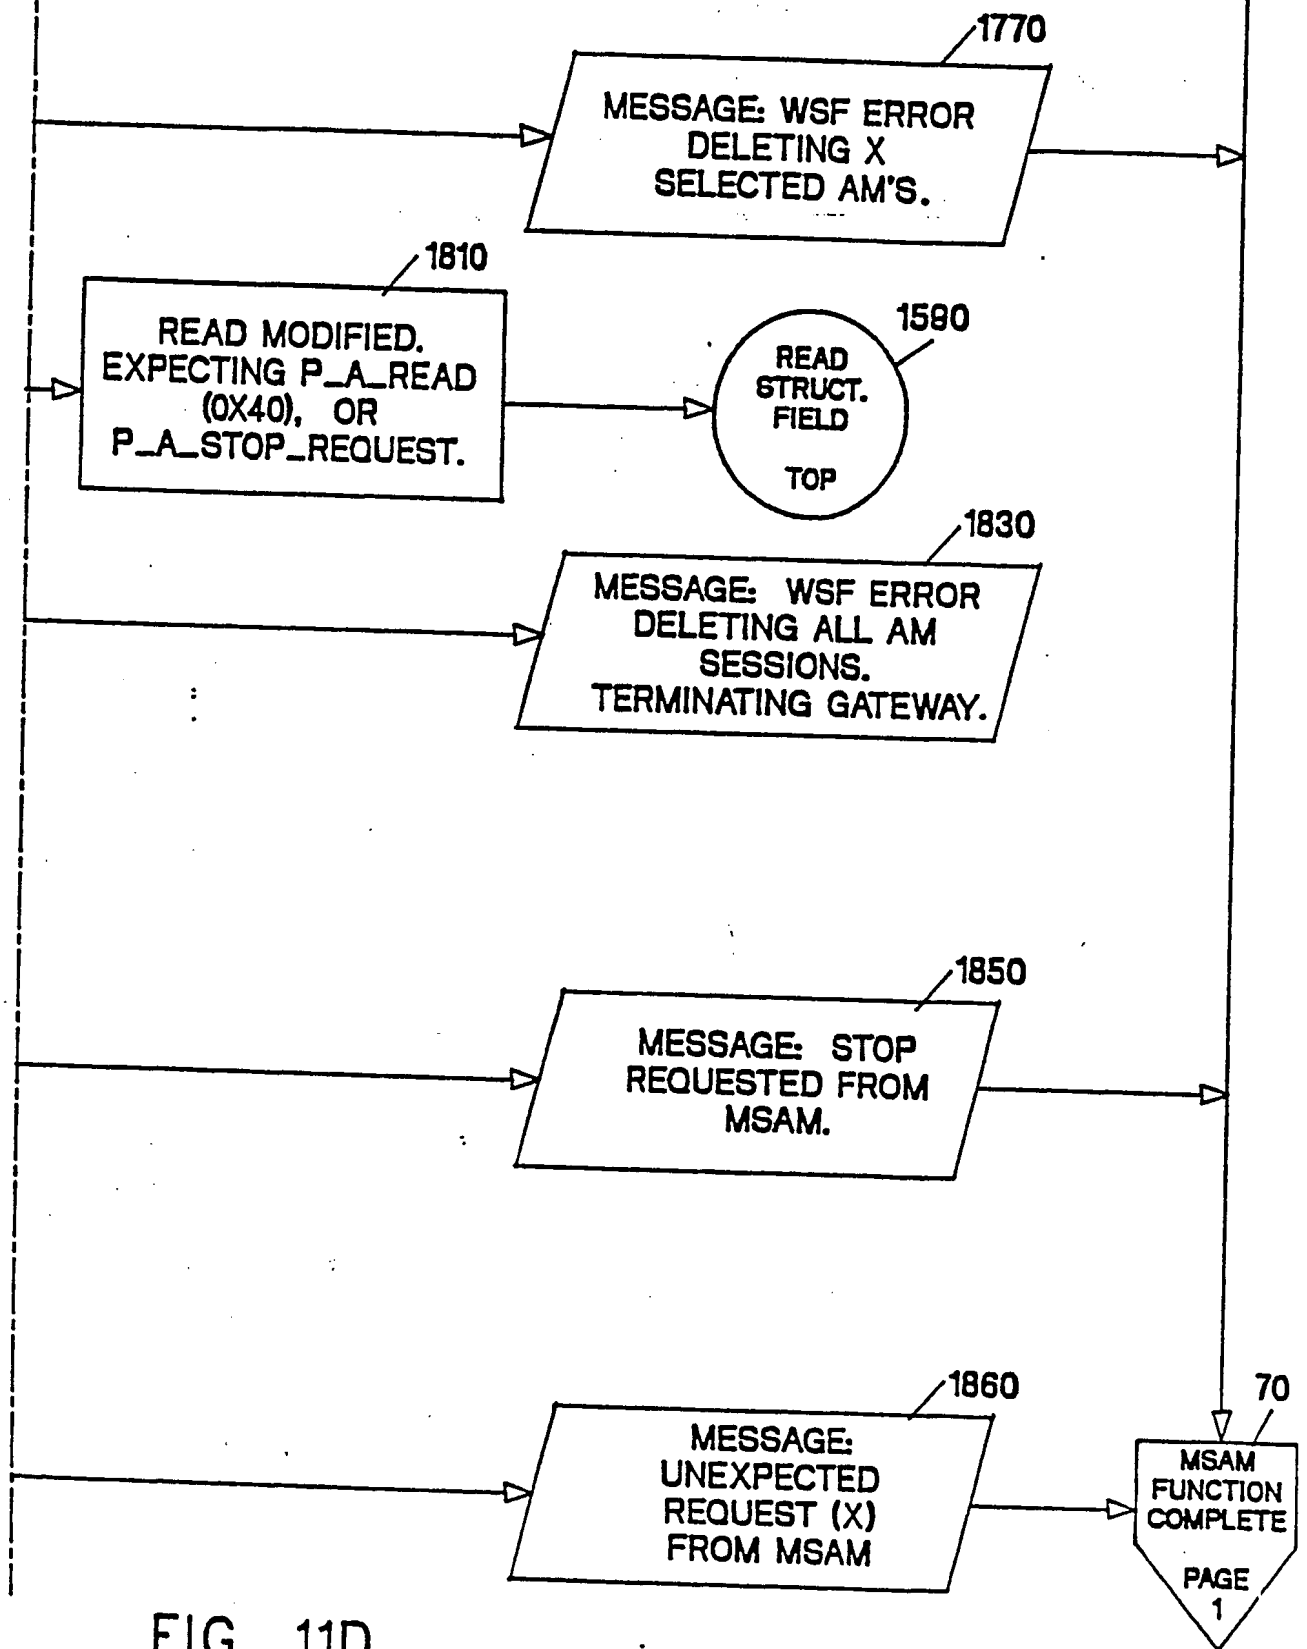 1770
MESSAGE: WSF ERROR
DELETING X
SELECTED AM'S.
1810
READ MODIFIED.
EXPECTING P_A_READ
(0X40), OR
P_A_STOP_REQUEST.
1590
READ
STRUCT.
FIELD
TOP
1830
MESSAGE: WSF ERROR
DELETING ALL AM
SESSIONS.
TERMINATING GATEWAY.
1850
MESSAGE: STOP
REQUESTED FROM
MSAM.
1860
MESSAGE:
UNEXPECTED
REQUEST (X)
FROM MSAM
70
MSAM
FUNCTION
COMPLETE
PAGE
1
FIG. 11D